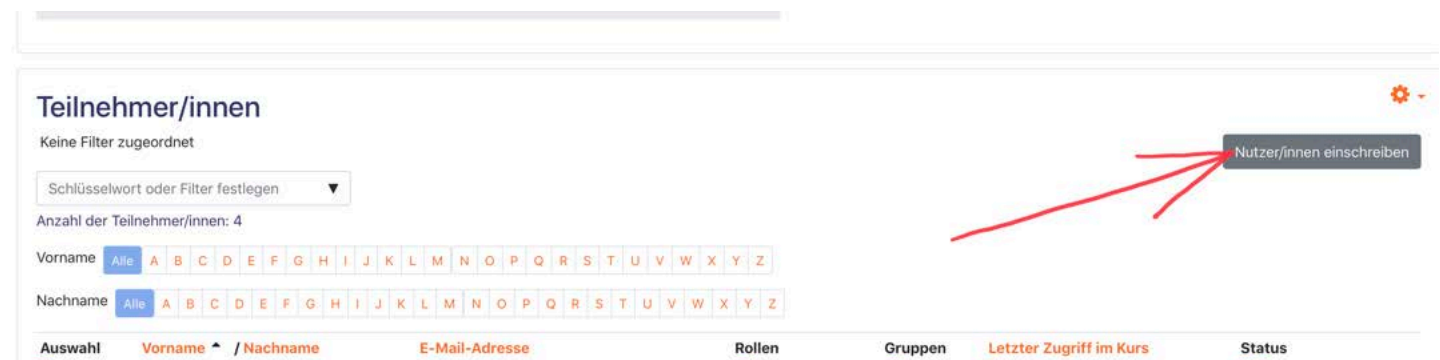 Teilnehmer/innen
Keine Filter zugeordnet
Nutzer/innen einschreiben
Schlüsselwort oder Filter festlegen ▼
Anzahl der Teilnehmer/innen: 4
Vorname Alle A B C D E F G H I J K L M N O P Q R S T U V W X Y Z
Nachname Alle A B C D E F G H I J K L M N O P Q R S T U V W X Y Z
Auswahl Vorname / Nachname E-Mail-Adresse Rollen Gruppen Letzter Zugriff im Kurs Status